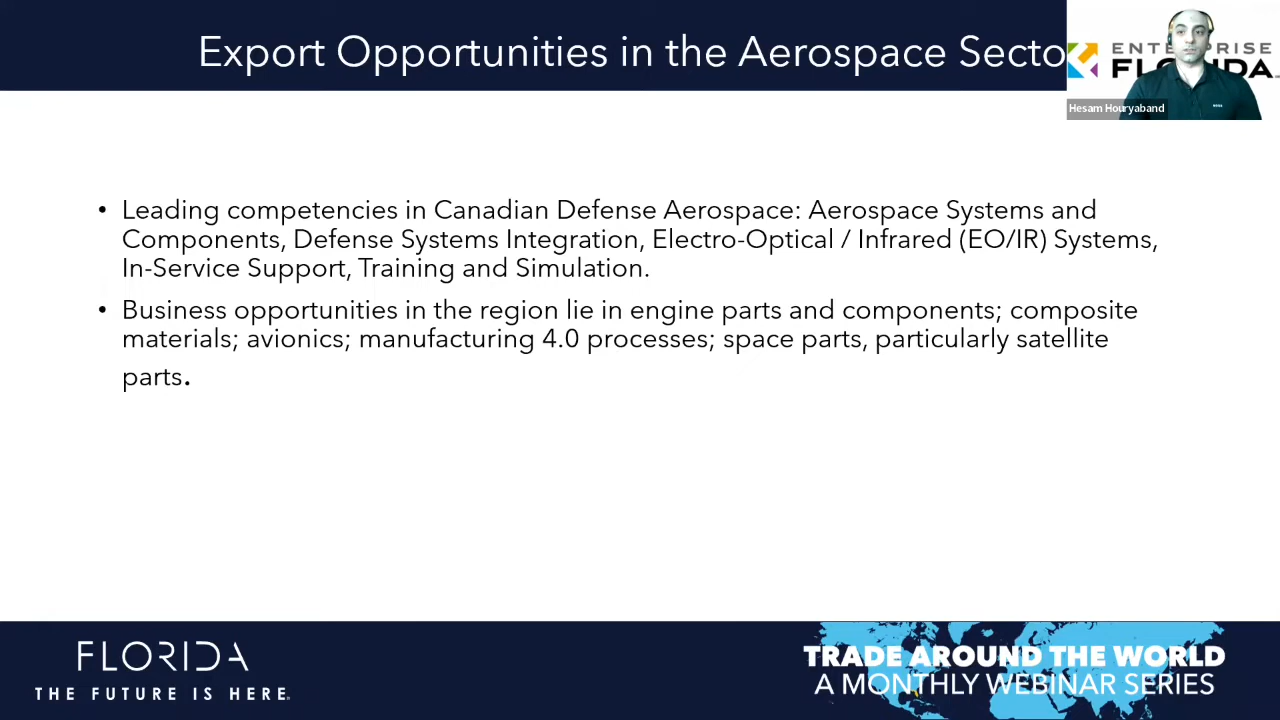 Export Opportunities in the Aerospace Secto
ENTERPRISE
FLORIDA
Hesam Houryaband
• Leading competencies in Canadian Defense Aerospace: Aerospace Systems and
Components, Defense Systems Integration, Electro-Optical / Infrared (EO/IR) Systems,
In-Service Support, Training and Simulation.
• Business opportunities in the region lie in engine parts and components; composite
materials; avionics; manufacturing 4.0 processes; space parts, particularly satellite
parts.
FLORIDA
THE FUTURE IS HERE.
TRADE AROUND THE WORLD
A MONTHLY WEBINAR SERIES